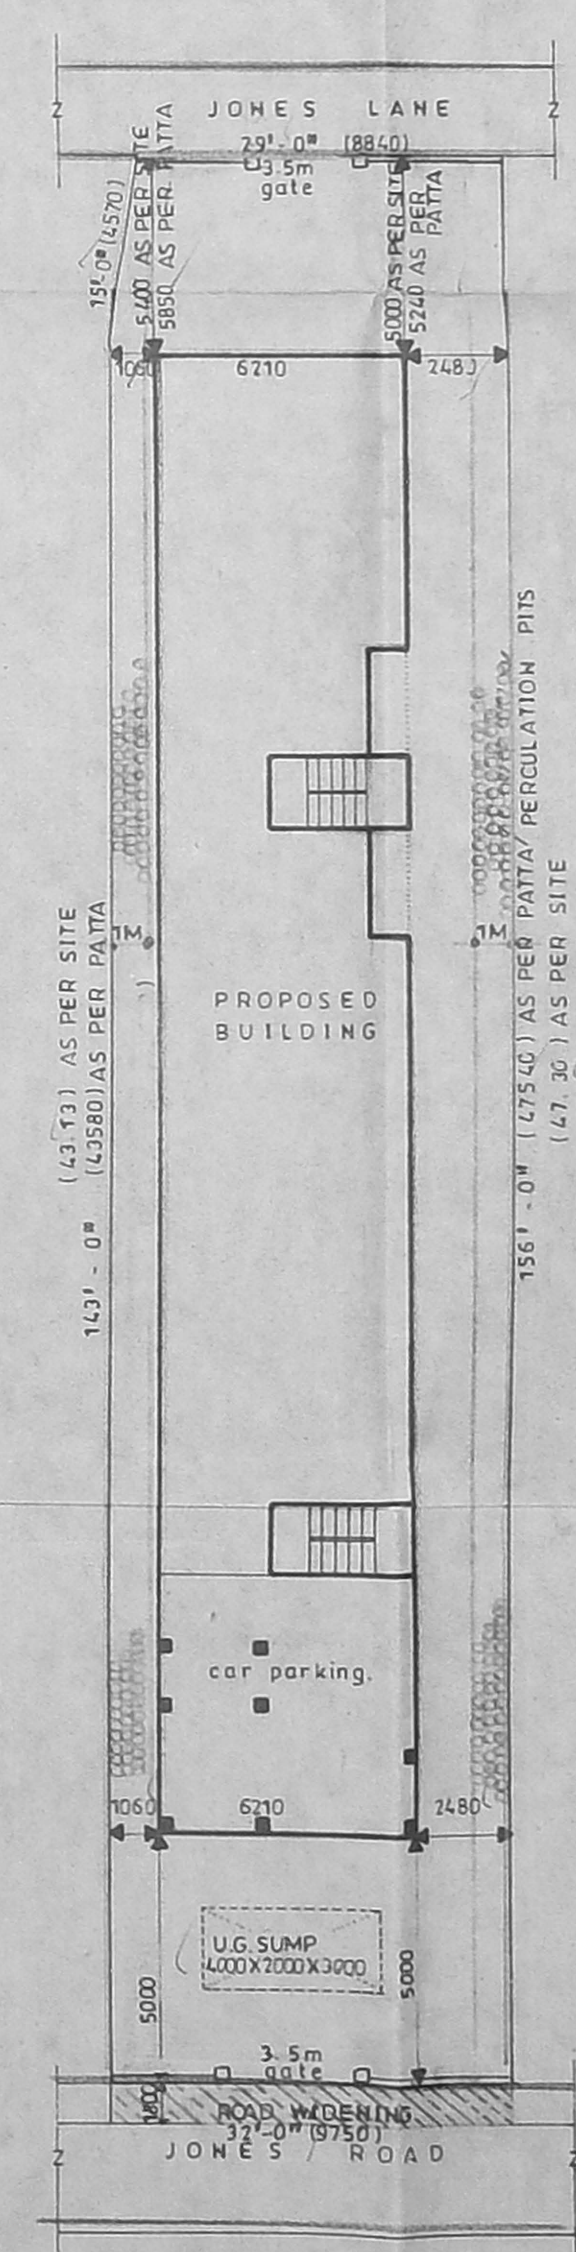 Z JONES LANE Z
29'-0" (8840)
3.5m
gate
15'-0" (4570)
5400 AS PER SITE
5850 AS PER PATTA
5000 AS PER SITE
5240 AS PER
PATTA
1060 6210 2480
1M 1M
(43.13) AS PER SITE
143'-0" (43580) AS PER PATTA
PROPOSED
BUILDING
156'-0" (47540) AS PER PATTA PERCULATION PITS
(47.30) AS PER SITE
car parking.
1060 6210 2480
U.G. SUMP
4000X2000X3000
5000 5000
3.5m
gate
1800 ROAD WIDENING
32'-0" (9750)
Z JONES ROAD Z